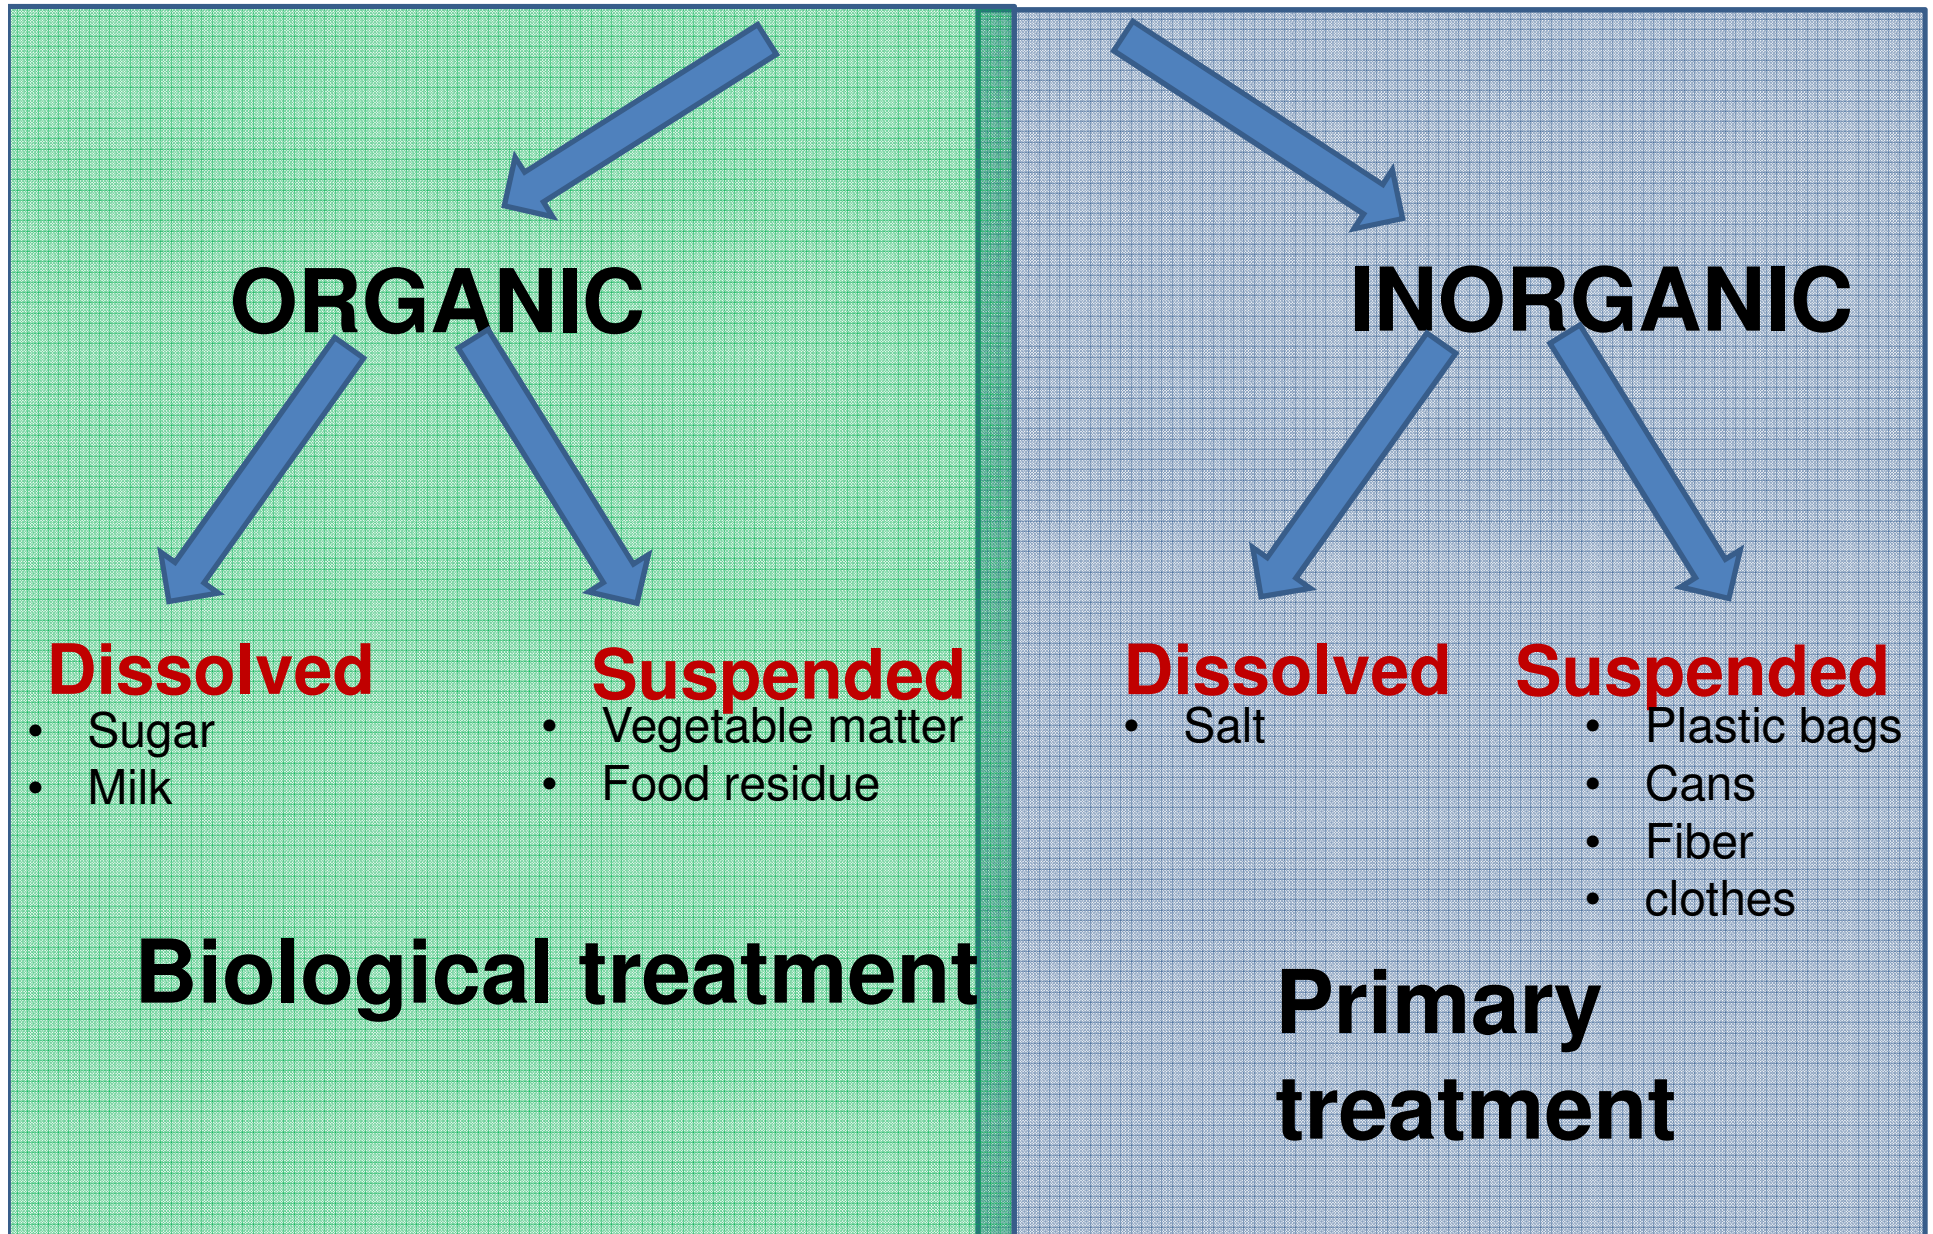 ORGANIC
INORGANIC
Dissolved
• Sugar
• Milk
Suspended
• Vegetable matter
• Food residue
Dissolved
• Salt
Suspended
• Plastic bags
• Cans
• Fiber
• clothes
Biological treatment
Primary
treatment